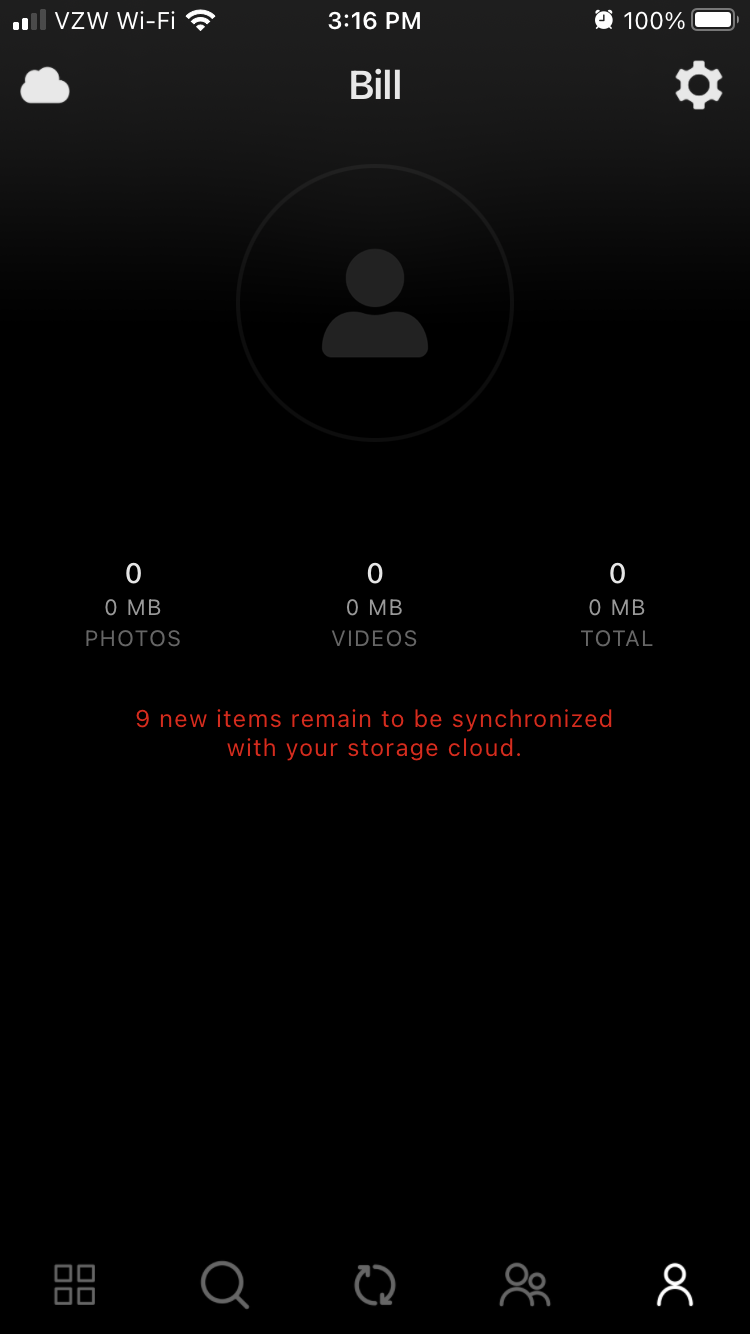 VZW Wi-Fi 3:16 PM 100%
Bill
0 0 0
0 MB 0 MB 0 MB
PHOTOS VIDEOS TOTAL
9 new items remain to be synchronized
with your storage cloud.